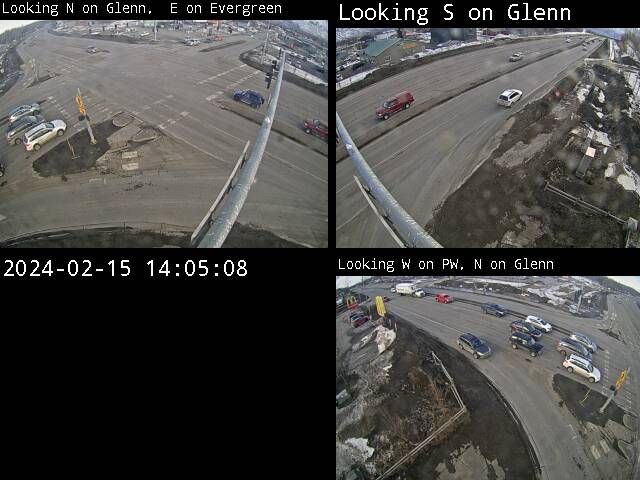 Looking N on Glenn, E on Evergreen
Looking S on Glenn
2024-02-15 14:05:08
Looking W on PW, N on Glenn